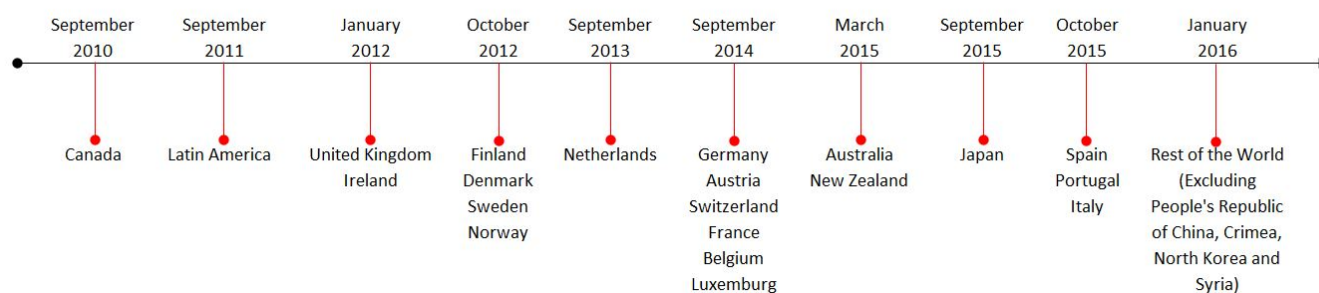 September
2010
September
2011
January
2012
October
2012
September
2013
September
2014
March
2015
September
2015
October
2015
January
2016
Canada
Latin America
United Kingdom
Ireland
Finland
Denmark
Sweden
Norway
Netherlands
Germany
Austria
Switzerland
France
Belgium
Luxemburg
Australia
New Zealand
Japan
Spain
Portugal
Italy
Rest of the World
(Excluding
People's Republic
of China, Crimea,
North Korea and
Syria)